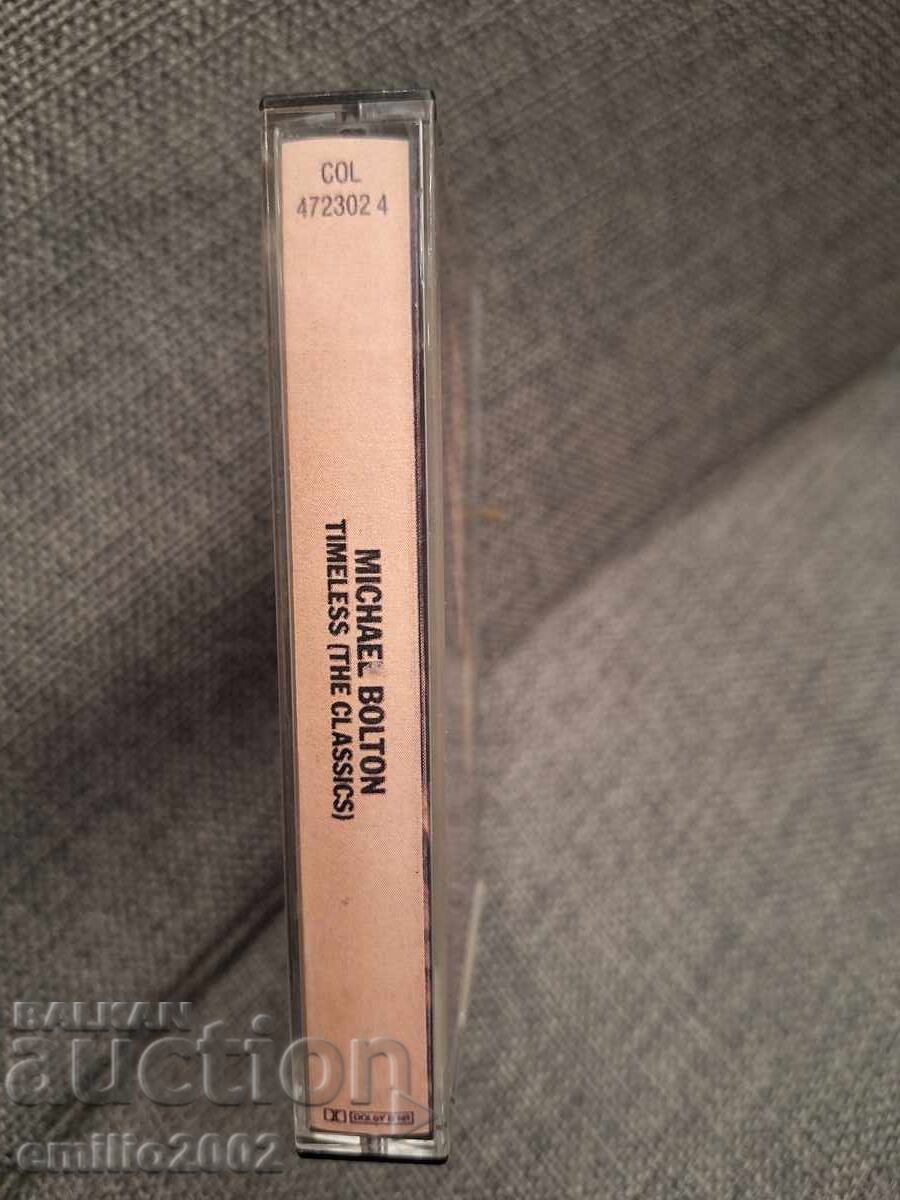 COL
472302 4
MICHAEL BOLTON
TIMELESS (THE CLASSICS)
BALKAN
auction
emilio2002